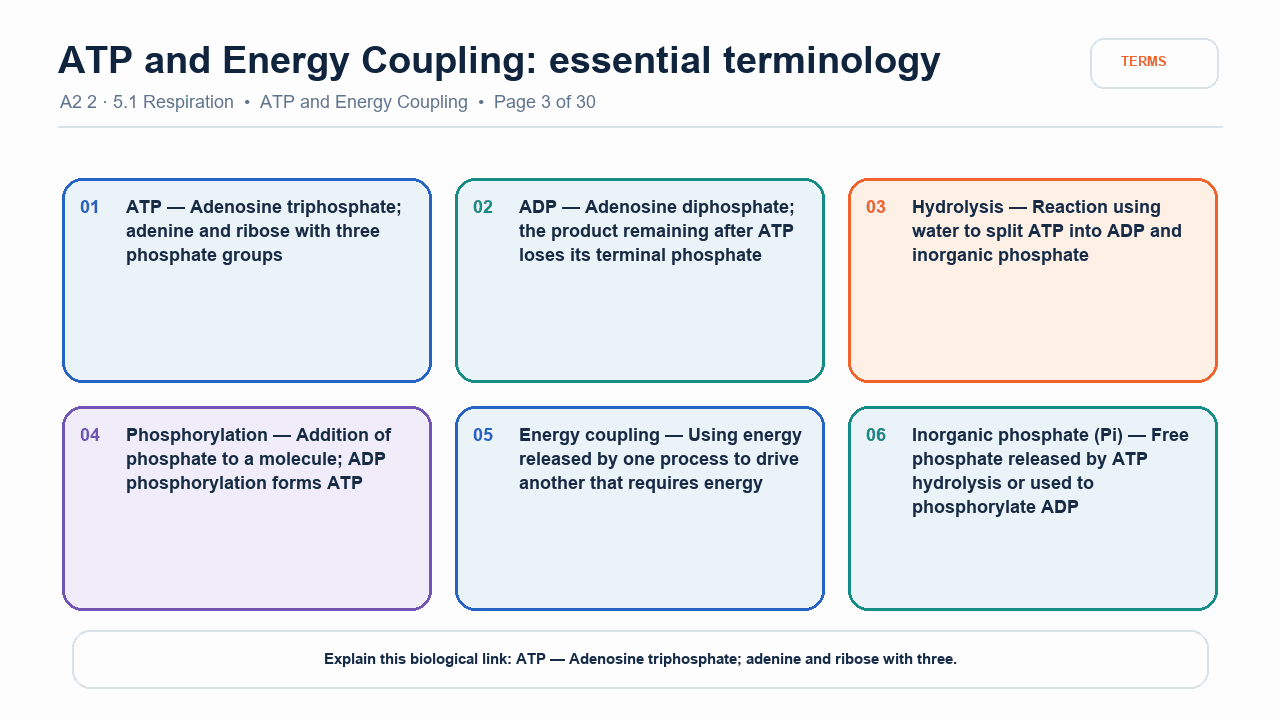 ATP and Energy Coupling: essential terminology
TERMS
A2 2 · 5.1 Respiration • ATP and Energy Coupling • Page 3 of 30
01
ATP — Adenosine triphosphate;
adenine and ribose with three
phosphate groups
02
ADP — Adenosine diphosphate;
the product remaining after ATP
loses its terminal phosphate
03
Hydrolysis — Reaction using
water to split ATP into ADP and
inorganic phosphate
04
Phosphorylation — Addition of
phosphate to a molecule; ADP
phosphorylation forms ATP
05
Energy coupling — Using energy
released by one process to drive
another that requires energy
06
Inorganic phosphate (Pi) — Free
phosphate released by ATP
hydrolysis or used to
phosphorylate ADP
Explain this biological link: ATP — Adenosine triphosphate; adenine and ribose with three.